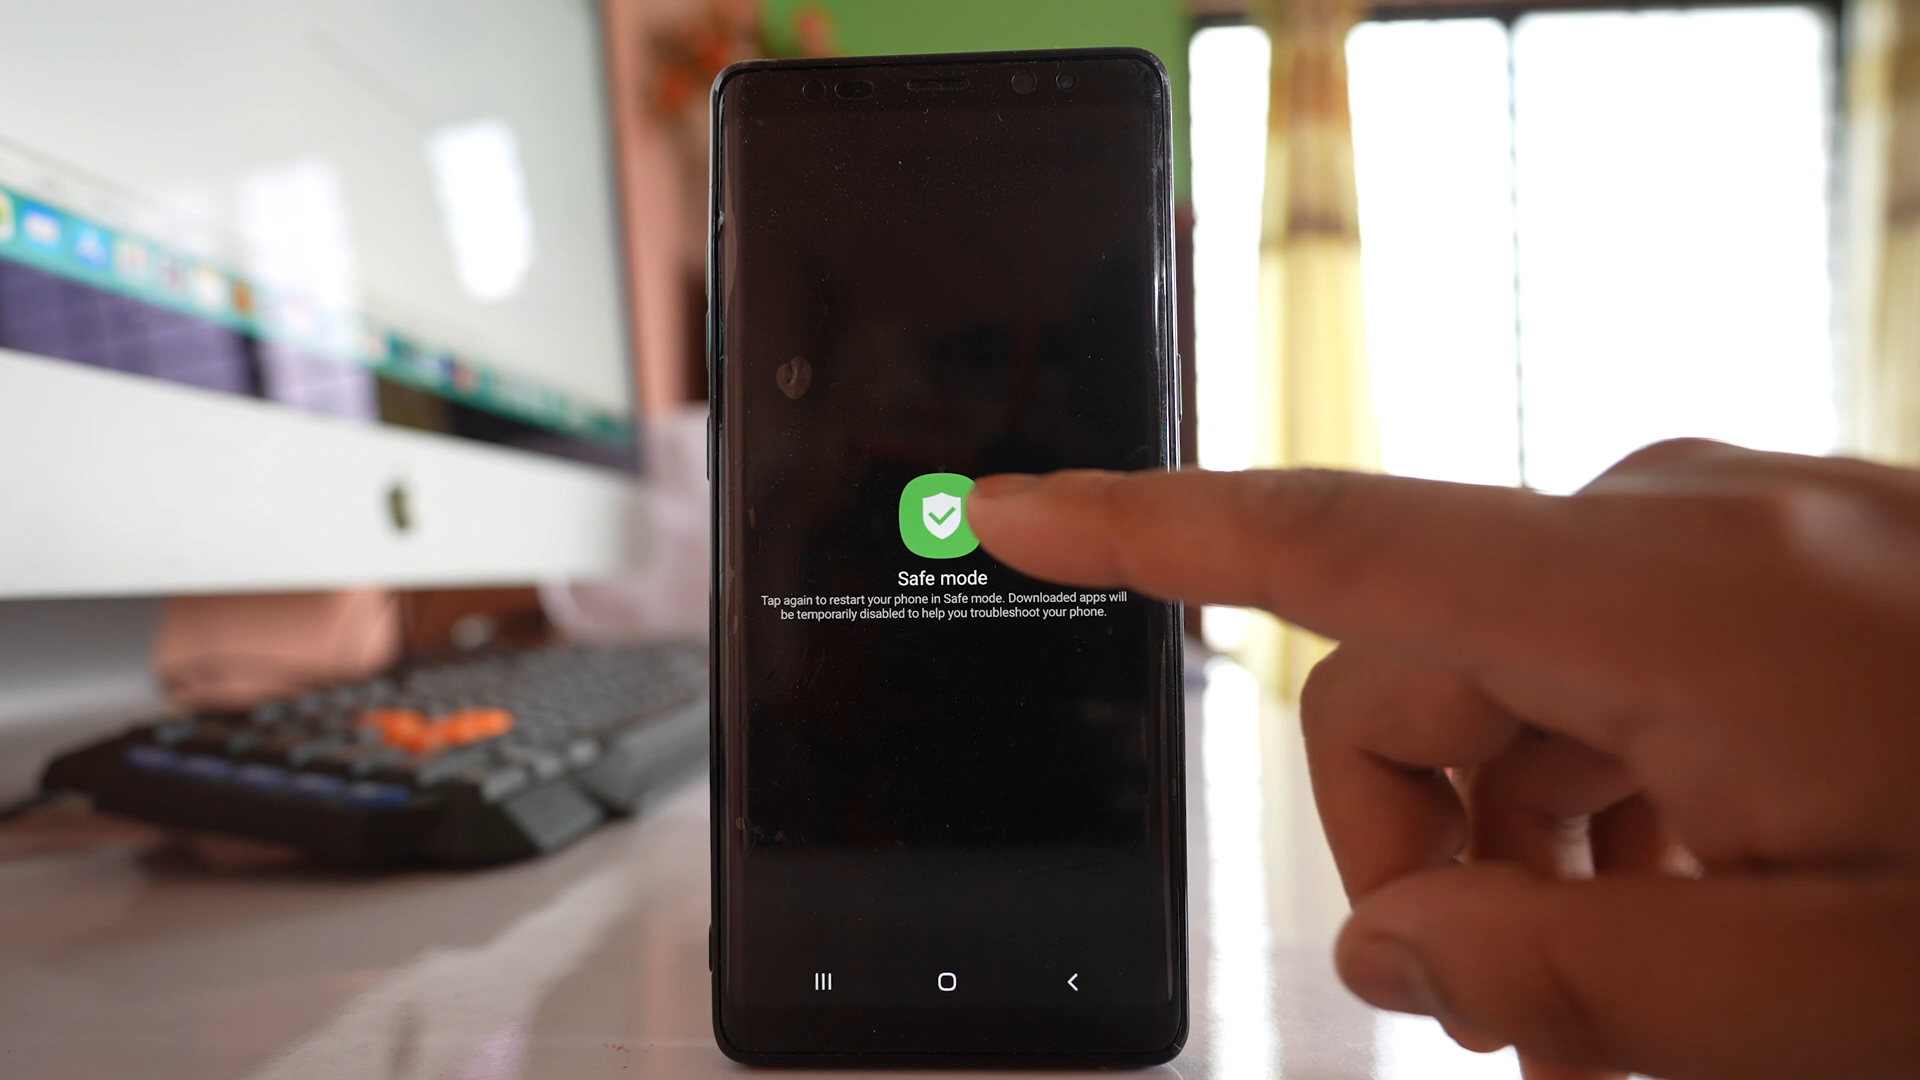 Safe mode
Tap again to restart your phone in Safe mode. Downloaded apps will
be temporarily disabled to help you troubleshoot your phone.